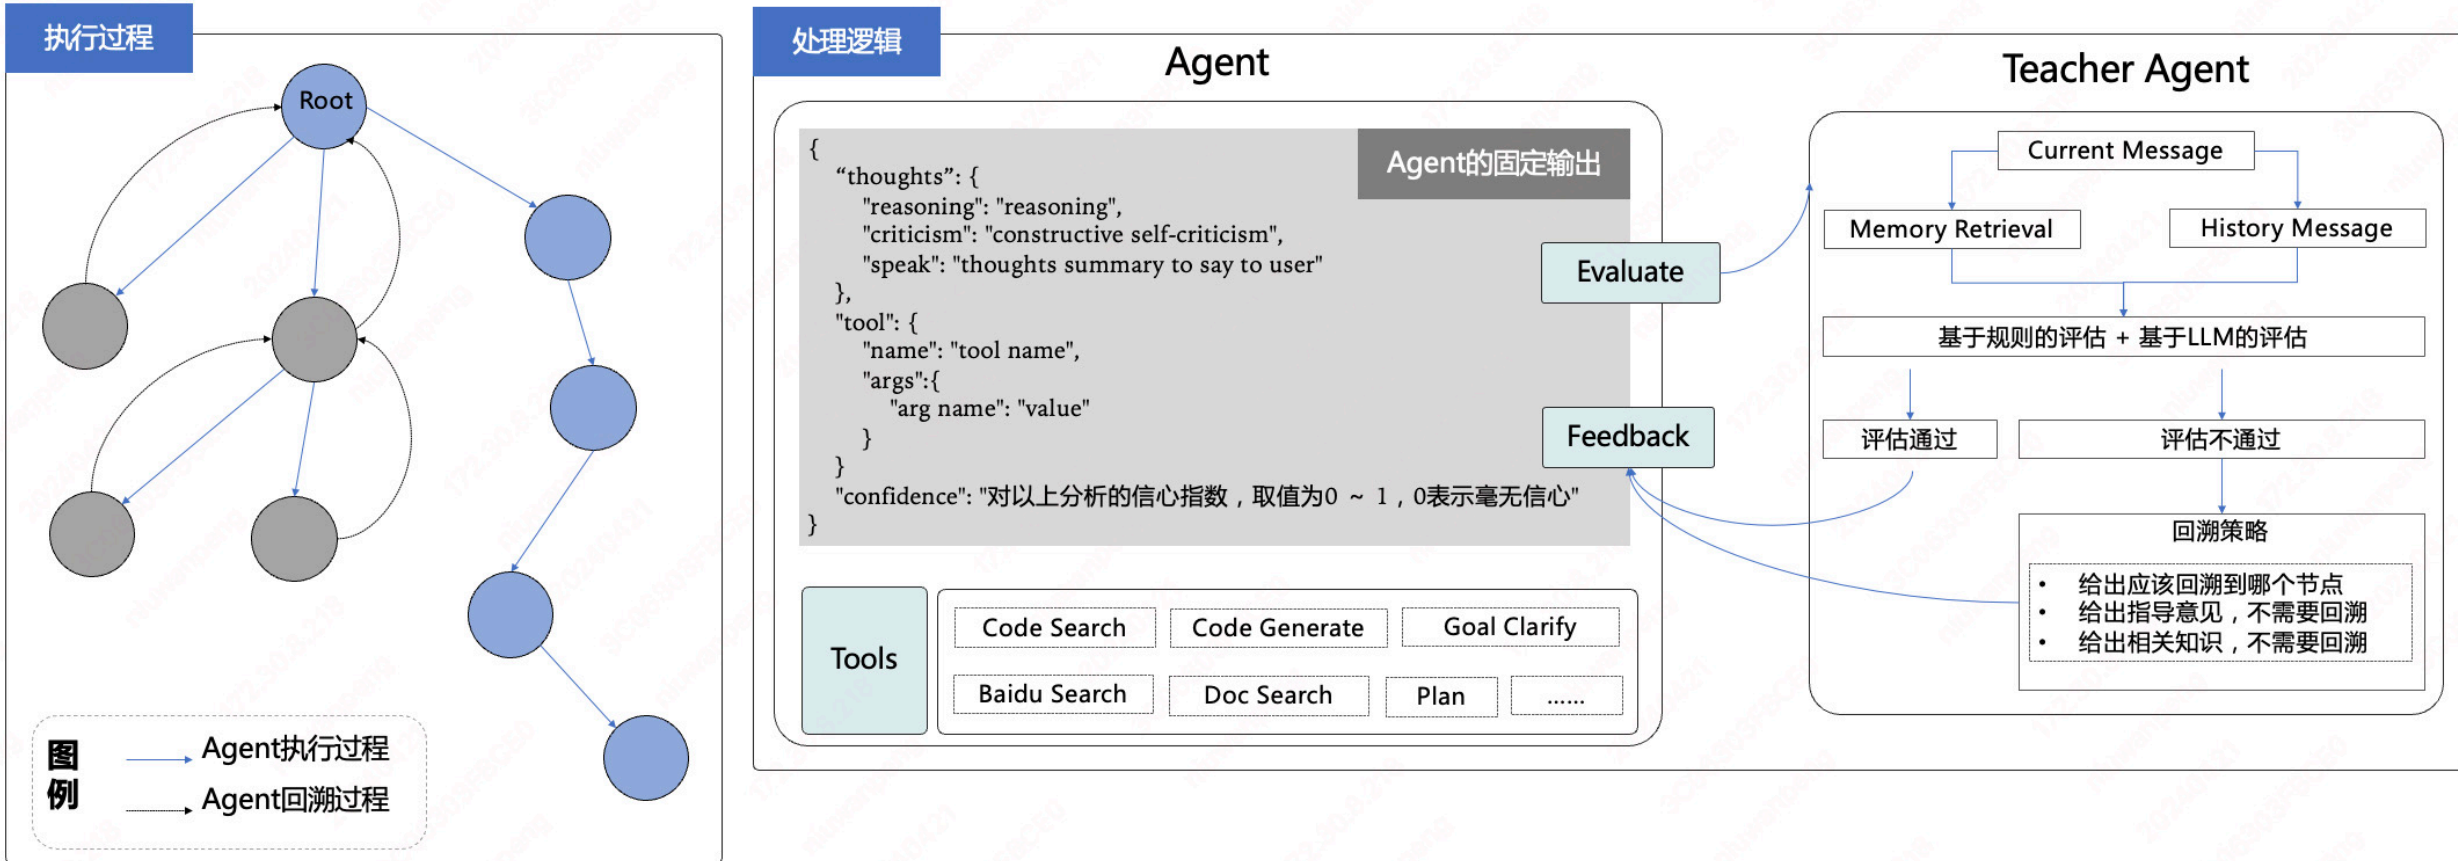 执行过程
Root
图例
Agent执行过程
Agent回溯过程
处理逻辑
Agent
Agent的固定输出
{
“thoughts”: {
"reasoning": "reasoning",
"criticism": "constructive self-criticism",
"speak": "thoughts summary to say to user"
},
"tool": {
"name": "tool name",
"args":{
"arg name": "value"
}
}
"confidence": "对以上分析的信心指数，取值为0 ~ 1，0表示毫无信心"
}
Evaluate
Feedback
Tools
Code Search
Code Generate
Goal Clarify
Baidu Search
Doc Search
Plan
......
Teacher Agent
Current Message
Memory Retrieval
History Message
基于规则的评估 + 基于LLM的评估
评估通过
评估不通过
回溯策略
• 给出应该回溯到哪个节点
• 给出指导意见，不需要回溯
• 给出相关知识，不需要回溯